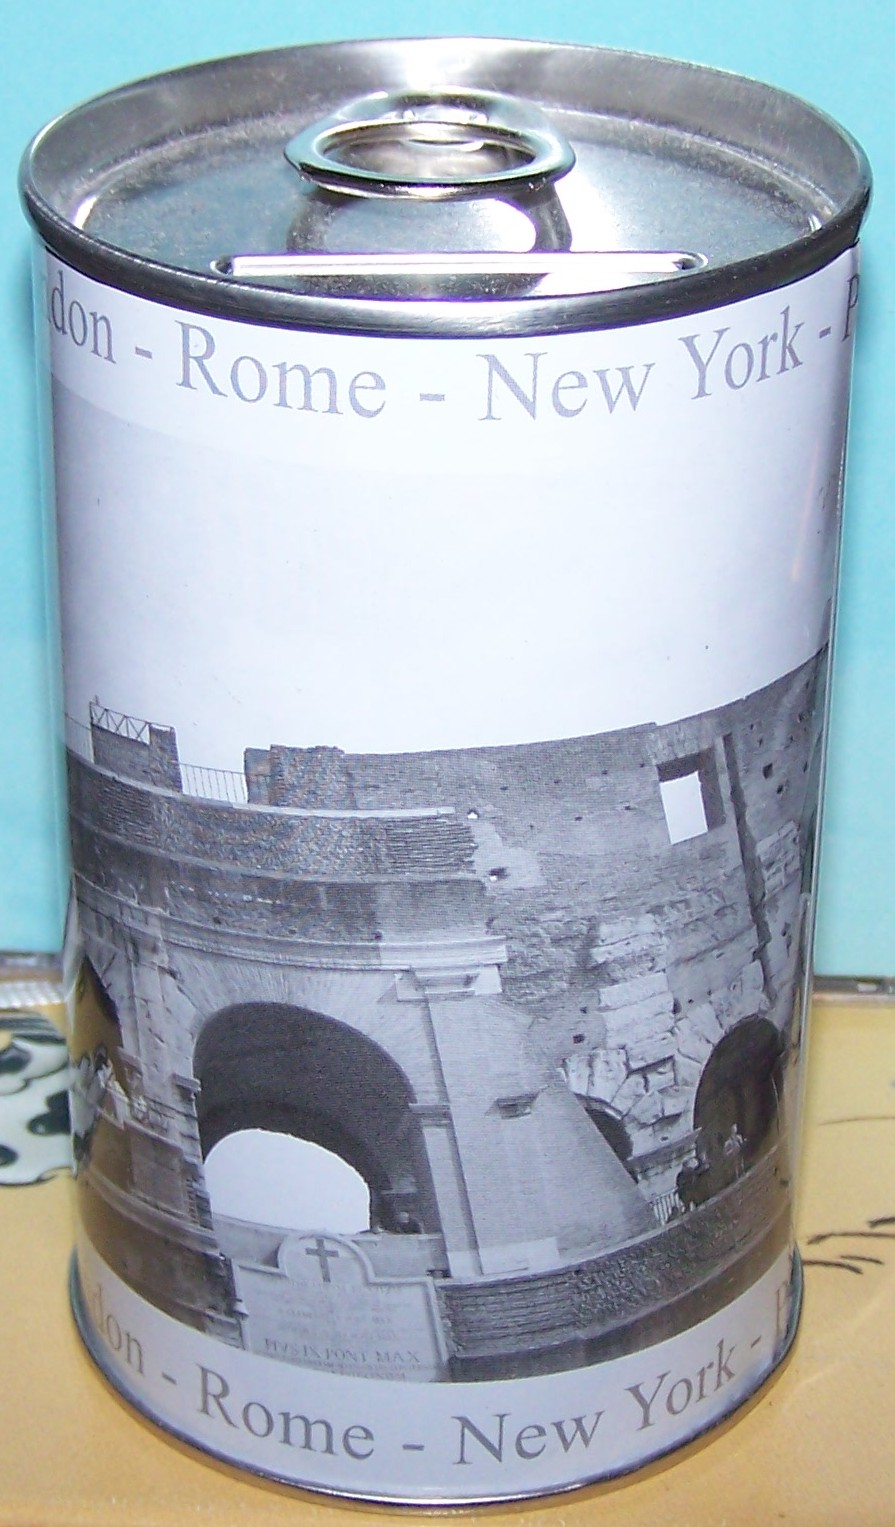 don - Rome - New York - P
PIVS IX PONT MAX
don - Rome - New York - P